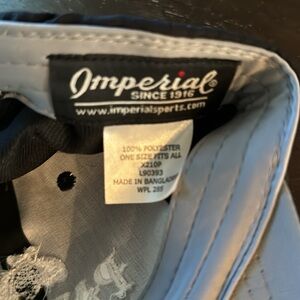 Imperial
SINCE 1916
www.imperialsports.com
100% POLYESTER
ONE SIZE FITS ALL
X210P
L90393
MADE IN BANGLADESH
WPL 285